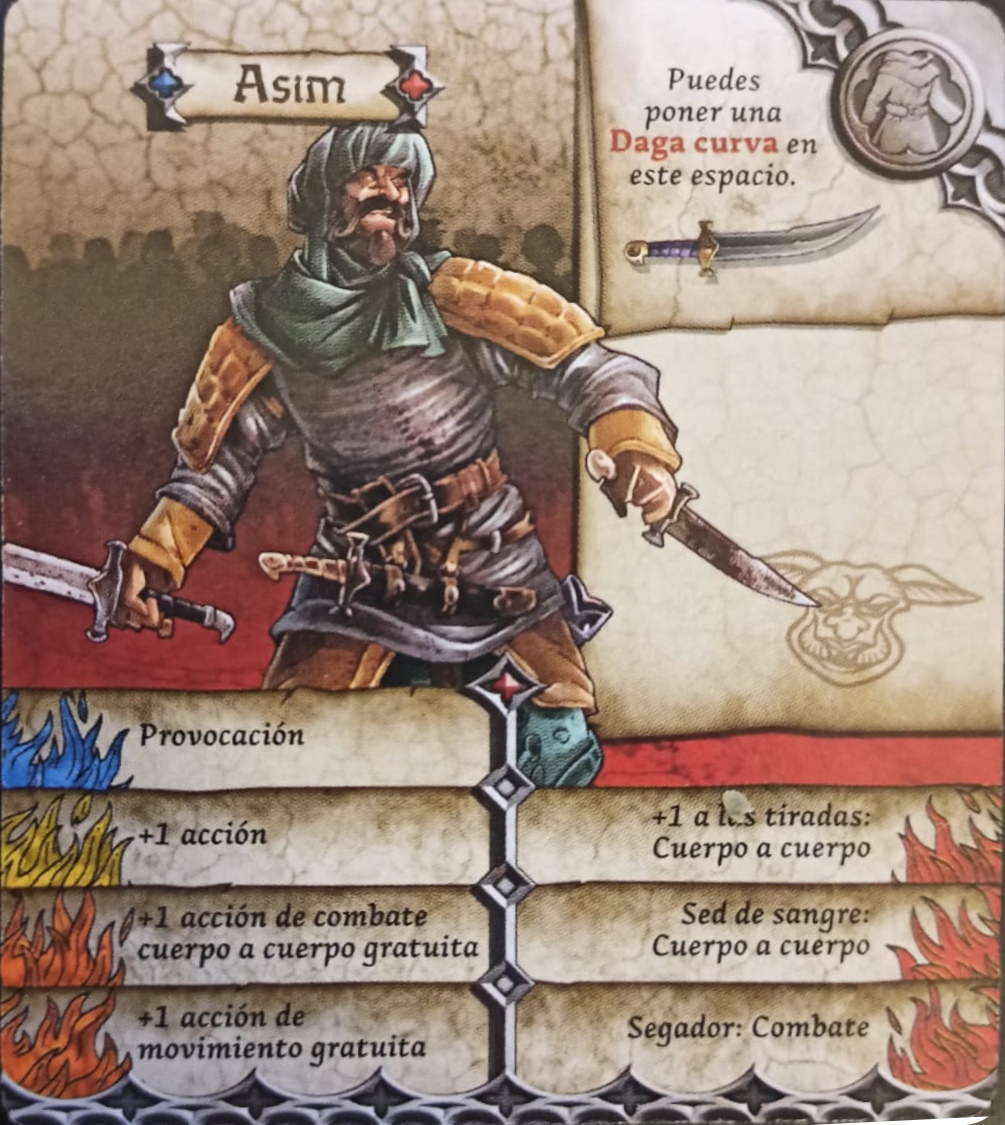 Asim
Puedes
poner una
Daga curva en
este espacio.
Provocación
+1 acción
+1 acción de combate
cuerpo a cuerpo gratuita
+1 acción de
movimiento gratuita
+1 a las tiradas:
Cuerpo a cuerpo
Sed de sangre:
Cuerpo a cuerpo
Segador: Combate